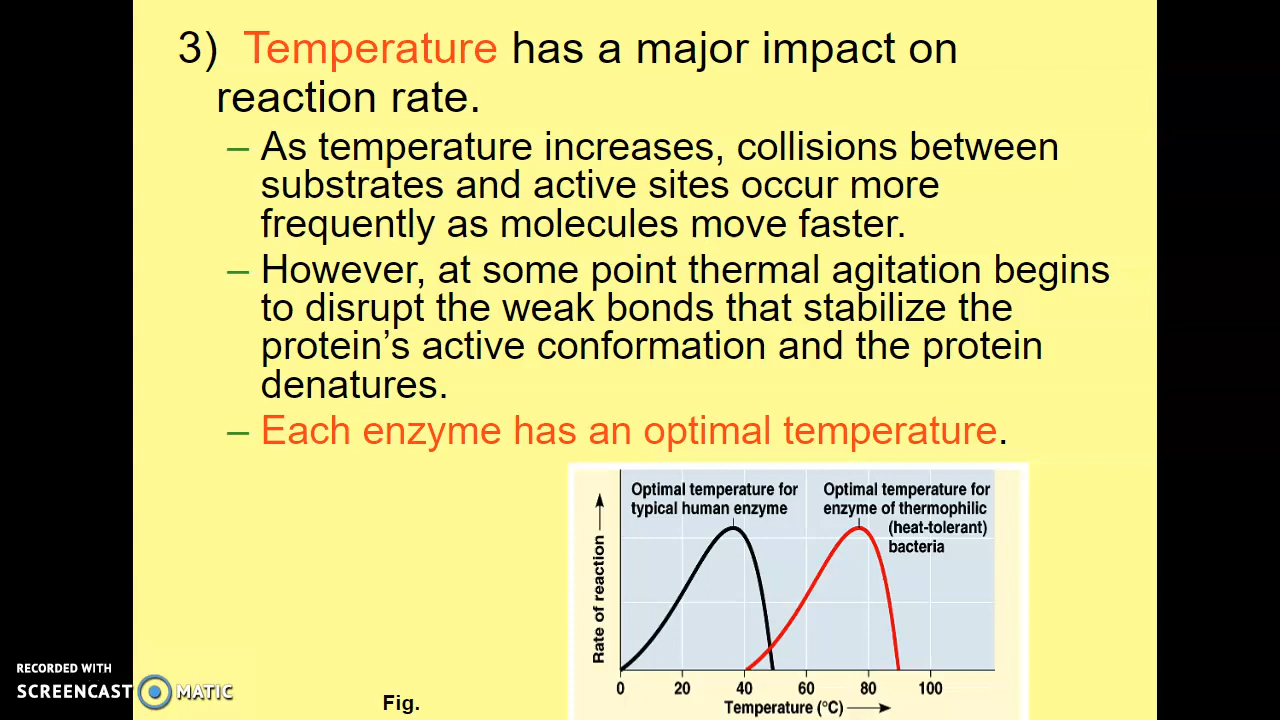 3) Temperature has a major impact on
reaction rate.
– As temperature increases, collisions between
substrates and active sites occur more
frequently as molecules move faster.
– However, at some point thermal agitation begins
to disrupt the weak bonds that stabilize the
protein’s active conformation and the protein
denatures.
– Each enzyme has an optimal temperature.
Optimal temperature for
typical human enzyme
Optimal temperature for
enzyme of thermophilic
(heat-tolerant)
bacteria
Rate of reaction
0 20 40 60 80 100
Temperature (°C)
Fig.
RECORDED WITH
SCREENCAST MATIC